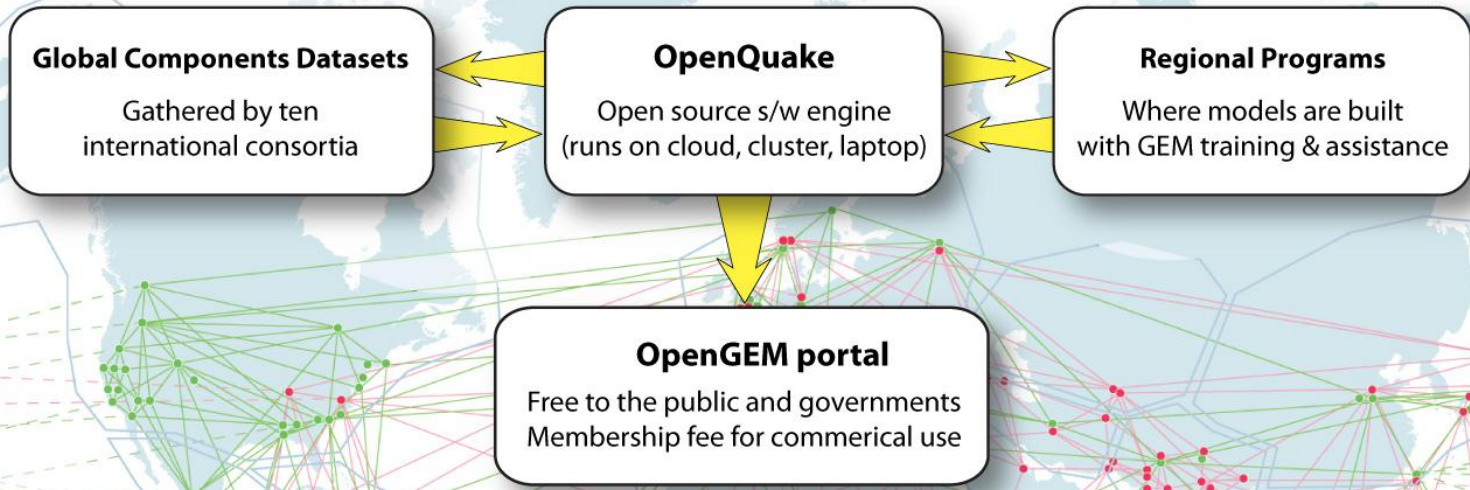 Global Components Datasets
Gathered by ten
international consortia
OpenQuake
Open source s/w engine
(runs on cloud, cluster, laptop)
Regional Programs
Where models are built
with GEM training & assistance
OpenGEM portal
Free to the public and governments
Membership fee for commerical use